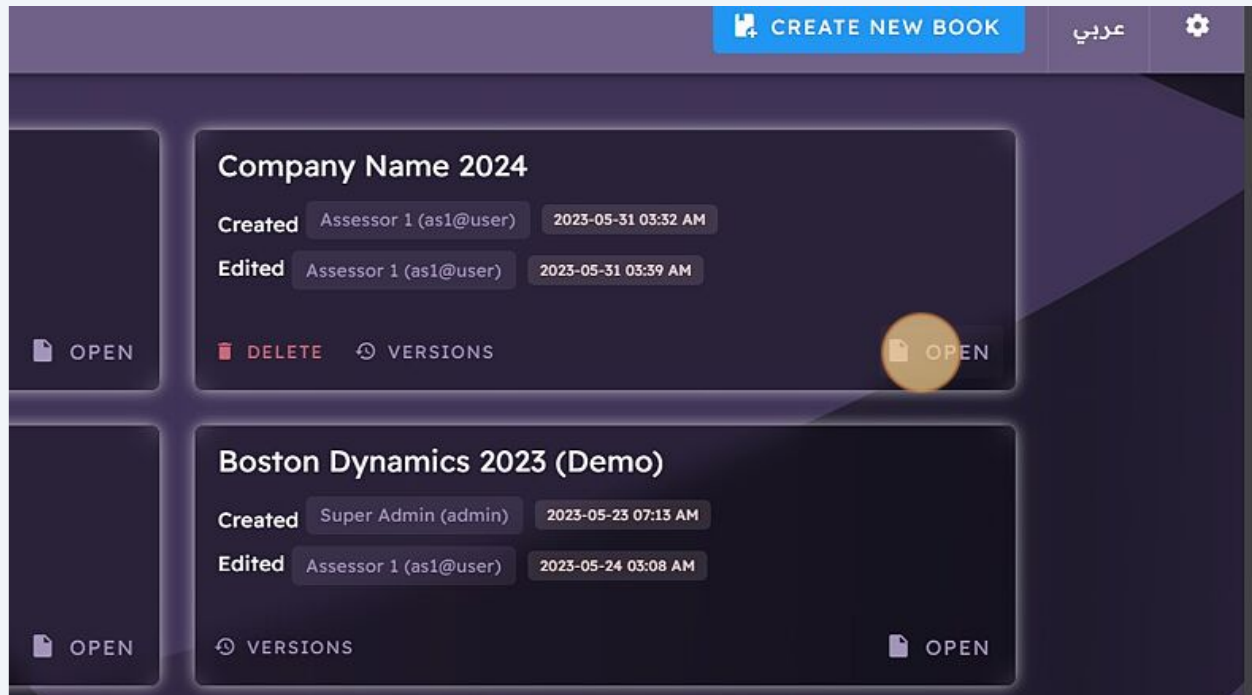 CREATE NEW BOOK عربي
Company Name 2024
Created Assessor 1 (as1@user) 2023-05-31 03:32 AM
Edited Assessor 1 (as1@user) 2023-05-31 03:39 AM
OPEN DELETE VERSIONS OPEN
Boston Dynamics 2023 (Demo)
Created Super Admin (admin) 2023-05-23 07:13 AM
Edited Assessor 1 (as1@user) 2023-05-24 03:08 AM
OPEN VERSIONS OPEN